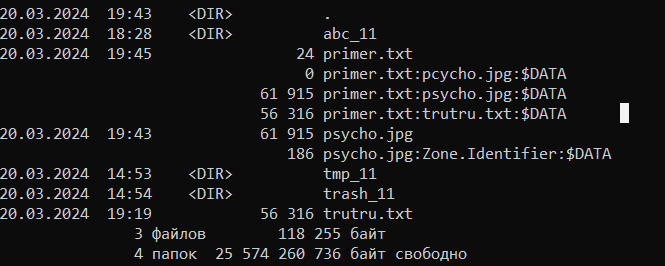 20.03.2024 19:43 <DIR> .
20.03.2024 18:28 <DIR> abc_11
20.03.2024 19:45 24 primer.txt
0 primer.txt:pcycho.jpg:$DATA
61 915 primer.txt:psycho.jpg:$DATA
56 316 primer.txt:trutru.txt:$DATA
20.03.2024 19:43 61 915 psycho.jpg
186 psycho.jpg:Zone.Identifier:$DATA
20.03.2024 14:53 <DIR> tmp_11
20.03.2024 14:54 <DIR> trash_11
20.03.2024 19:19 56 316 trutru.txt
3 файлов 118 255 байт
4 папок 25 574 260 736 байт свободно